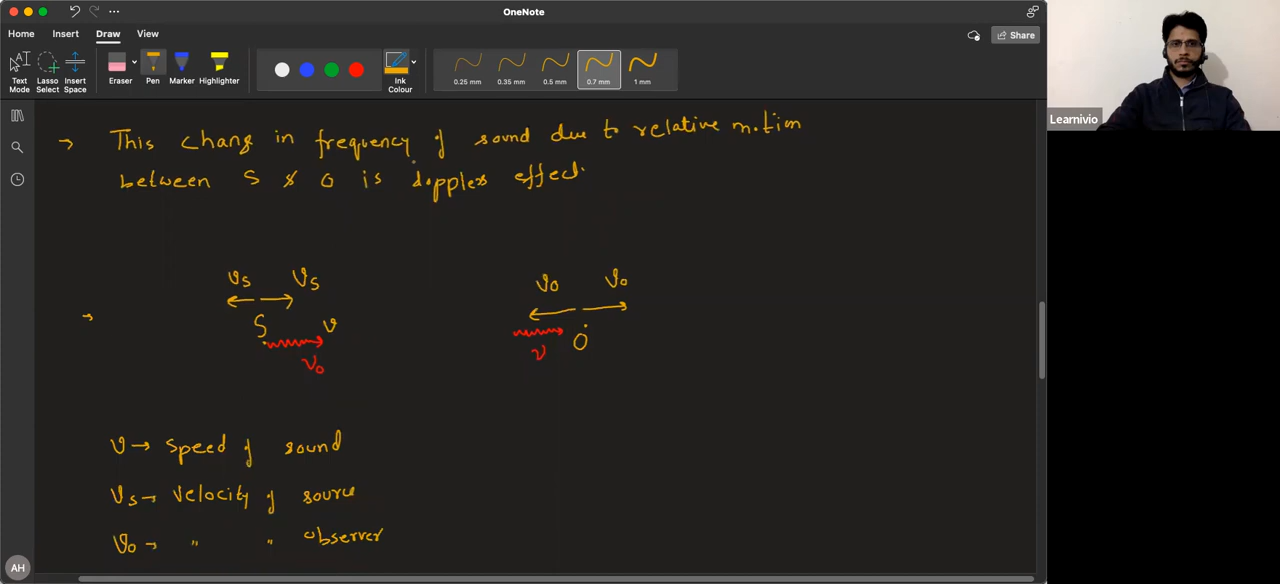 OneNote
Home Insert Draw View
Share
Text Mode
Lasso Select
Insert Space
Eraser
Pen
Marker
Highlighter
Ink Colour
0.25 mm
0.35 mm
0.5 mm
0.7 mm
1 mm
Learnivio
→ This change in frequency of sound due to relative motion
between S & O is dopplers effect.
vs vs vo vo
→ S v O
ν₀ ν
v → speed of sound
vs → velocity of source
vo → " " observer
AH